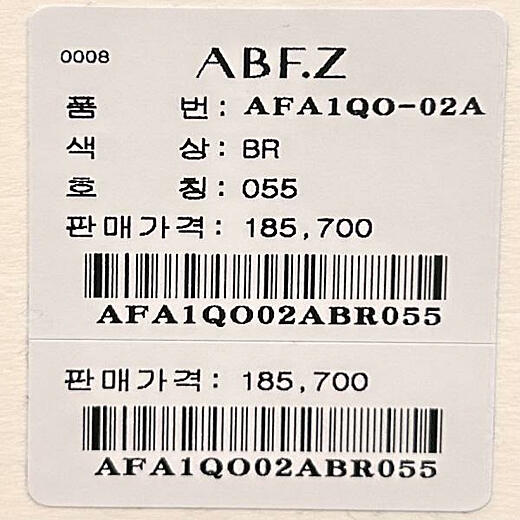 0008 ABF.Z
품 번: AFA1QO-02A
색 상: BR
호 칭: 055
판매가격: 185,700
AFA1QO02ABR055
판매가격: 185,700
AFA1QO02ABR055